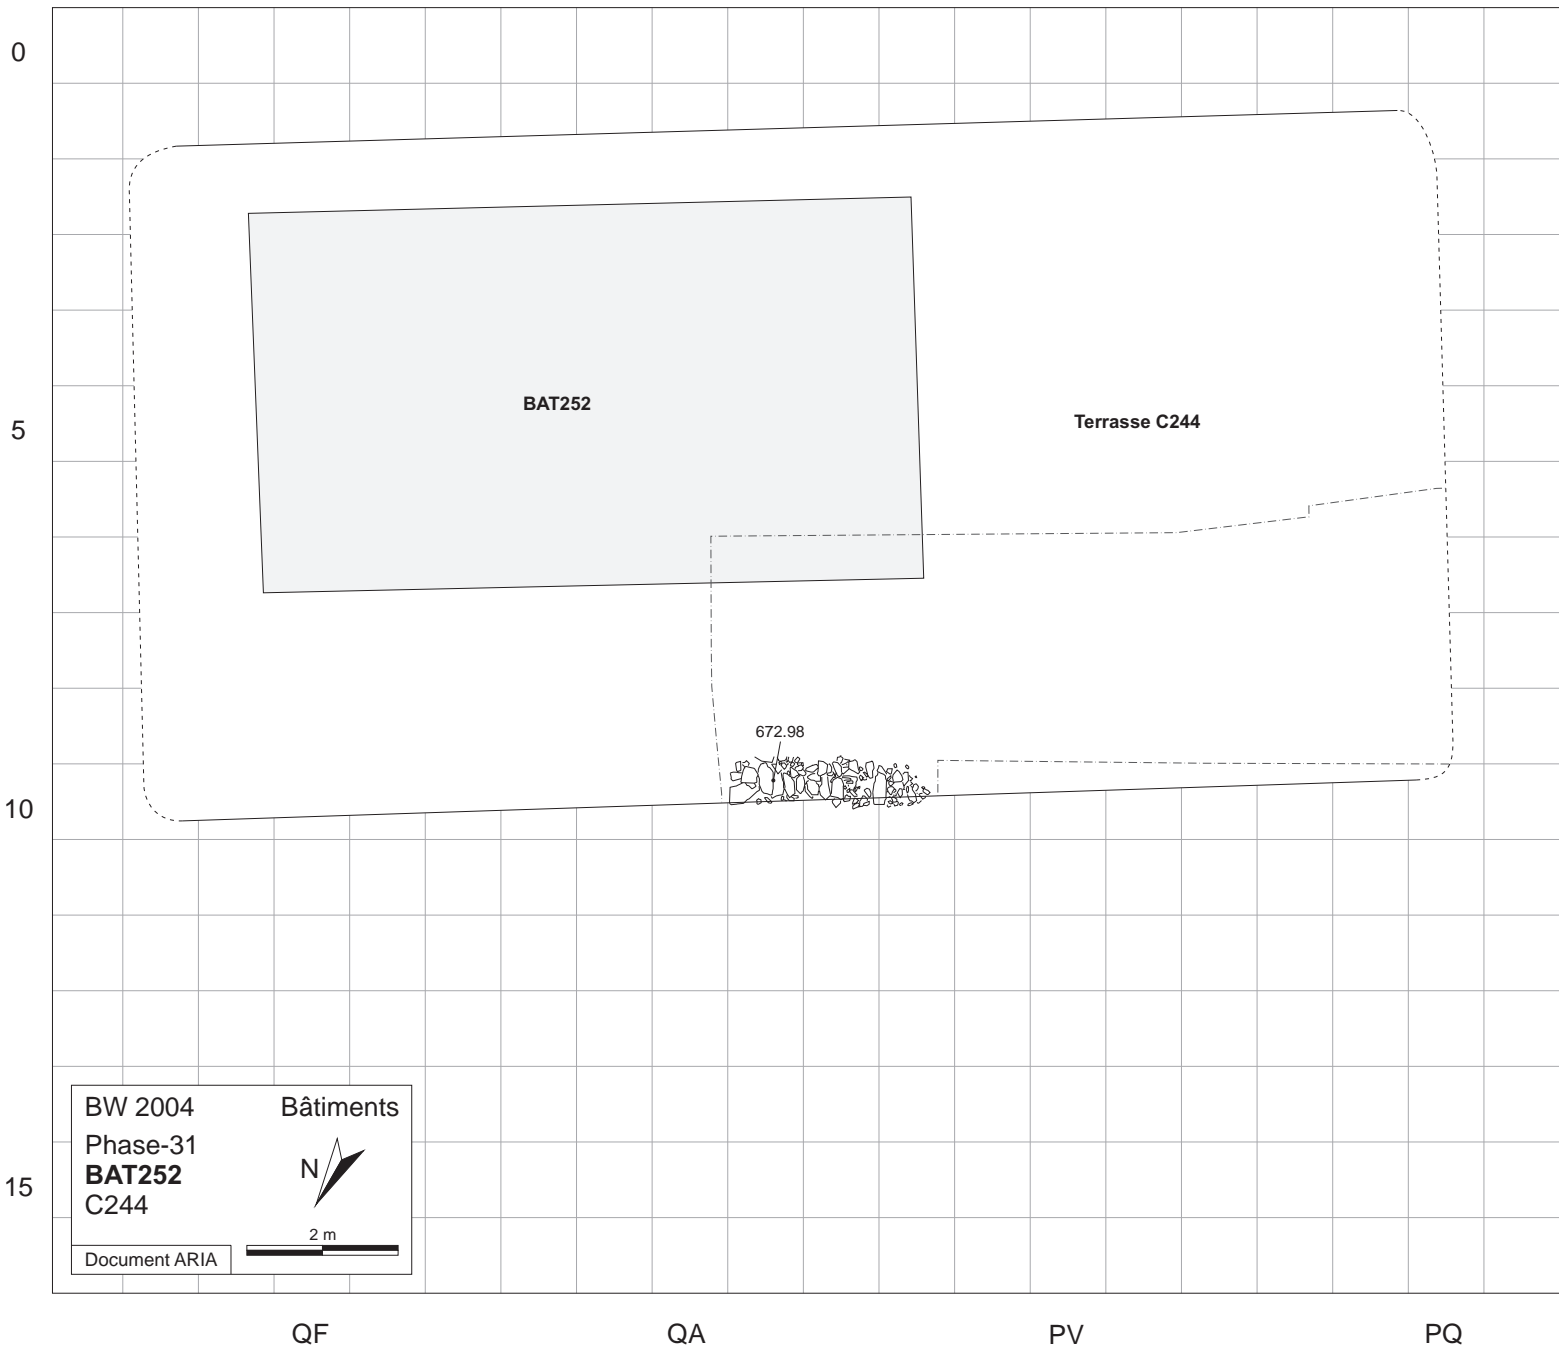 0
BAT252
5
Terrasse C244
672.98
10
BW 2004 Bâtiments
Phase-31
BAT252
C244
N
15
2 m
Document ARIA
QF QA PV PQ